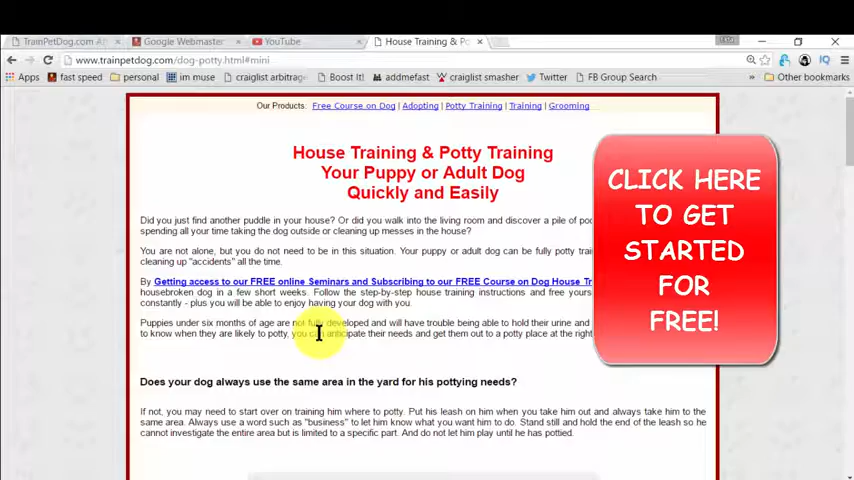 TrainPetDog.com Af
Google Webmaster
YouTube
House Training & Po
www.trainpetdog.com/dog-potty.html#mini
Apps
fast speed
personal
im muse
craiglist arbitrage
Boost It!
addmefast
craiglist smasher
Twitter
FB Group Search
Other bookmarks
Our Products: Free Course on Dog | Adopting | Potty Training | Training | Grooming
House Training & Potty Training
Your Puppy or Adult Dog
Quickly and Easily
CLICK HERE
TO GET
STARTED
FOR
FREE!
Did you just find another puddle in your house? Or did you walk into the living room and discover a pile of
spending all your time taking the dog outside or cleaning up messes in the house?
You are not alone, but you do not need to be in this situation. Your puppy or adult dog can be fully potty
cleaning up "accidents" all the time.
By Getting access to our FREE online Seminars and Subscribing to our FREE Course on Dog House Tr
housebroken dog in a few short weeks. Follow the step-by-step house training instructions and free yours
constantly - plus you will be able to enjoy having your dog with you.
Puppies under six months of age are not fully developed and will have trouble being able to hold their urine and
to know when they are likely to potty, you can anticipate their needs and get them out to a potty place at the right
Does your dog always use the same area in the yard for his pottying needs?
If not, you may need to start over on training him where to potty. Put his leash on him when you take him out and always take him to the
same area. Always use a word such as "business" to let him know what you want him to do. Stand still and hold the end of the leash so he
cannot investigate the entire area but is limited to a specific part. And do not let him play until he has pottied.